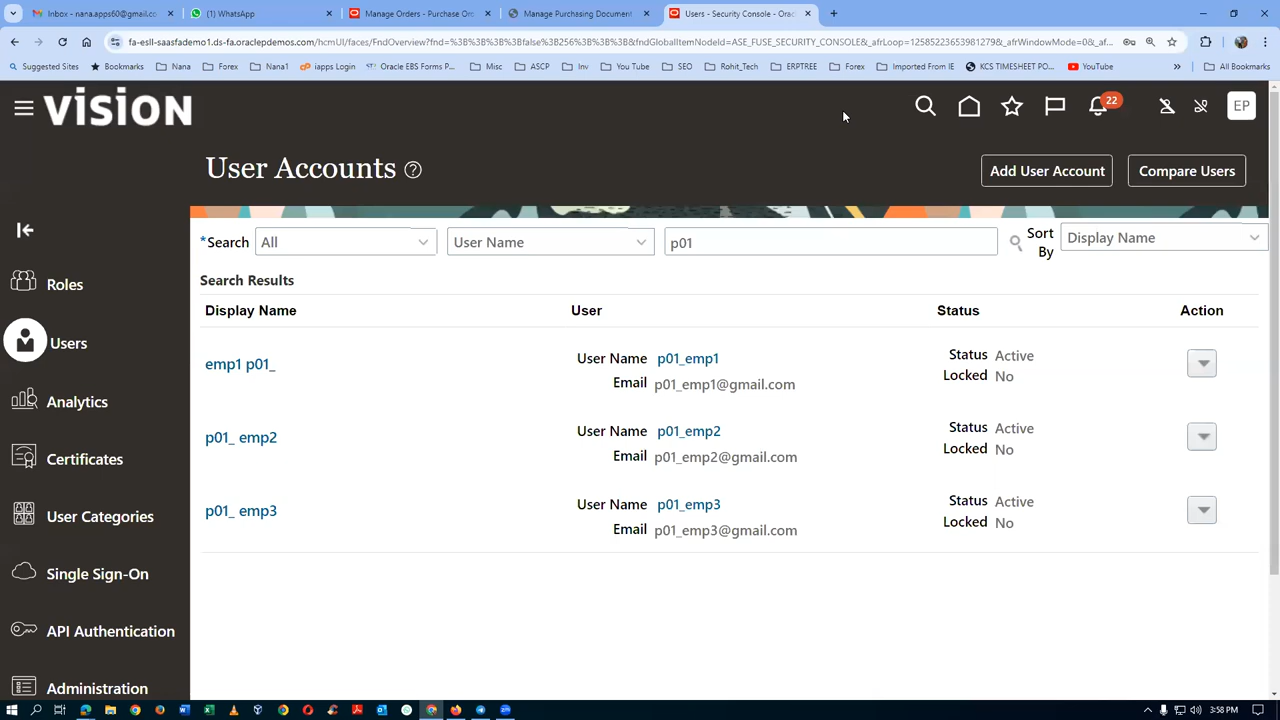 Inbox - nana.apps60@gmail.co
(1) WhatsApp
Manage Orders - Purchase Ord
Manage Purchasing Document
Users - Security Console - Orac
fa-esll-saasfademo1.ds-fa.oraclepdemos.com/hcmUI/faces/FndOverview?fnd=%3B%3B%3B%3Bfalse%3B256%3B%3B%3B&fndGlobalItemNodeId=ASE_FUSE_SECURITY_CONSOLE&_afrLoop=12585223653981279&_afrWindowMode=0&_af...
Suggested Sites
Bookmarks
Nana
Forex
Nana1
iapps Login
Oracle EBS Forms P...
Misc
ASCP
Inv
You Tube
SEO
Rohit_Tech
ERPTREE
Forex
Imported From IE
KCS TIMESHEET PO...
YouTube
»
All Bookmarks
VISION
22
EP
User Accounts
Add User Account
Compare Users
*Search All
User Name
p01
Sort By
Display Name
Search Results
Display Name
User
Status
Action
emp1 p01_
User Name p01_emp1
Email p01_emp1@gmail.com
Status Active
Locked No
p01_ emp2
User Name p01_emp2
Email p01_emp2@gmail.com
Status Active
Locked No
p01_ emp3
User Name p01_emp3
Email p01_emp3@gmail.com
Status Active
Locked No
Roles
Users
Analytics
Certificates
User Categories
Single Sign-On
API Authentication
Administration
3:58 PM